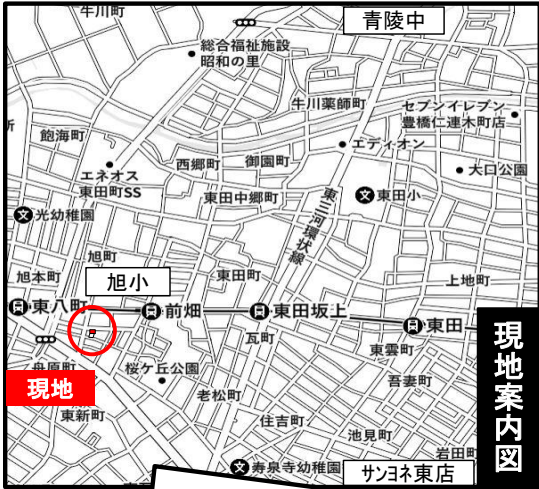 牛川町
青陵中
総合福祉施設
昭和の里
牛川薬師町
セブンイレブン
豊橋仁連木町店
飽海町
エディオン
エネオス
東田町SS
西郷町
御園町
大口公園
東田中郷町
東三河環状線
東田小
光幼稚園
旭町
旭本町
旭小
東田町
上地町
東八町
前畑
東田坂上
東田
瓦町
東雲町
舟原町
現地
桜ケ丘公園
吾妻町
老松町
東新町
住吉町
池見町
岩田町
寿泉寺幼稚園
サンヨネ東店
現地案内図